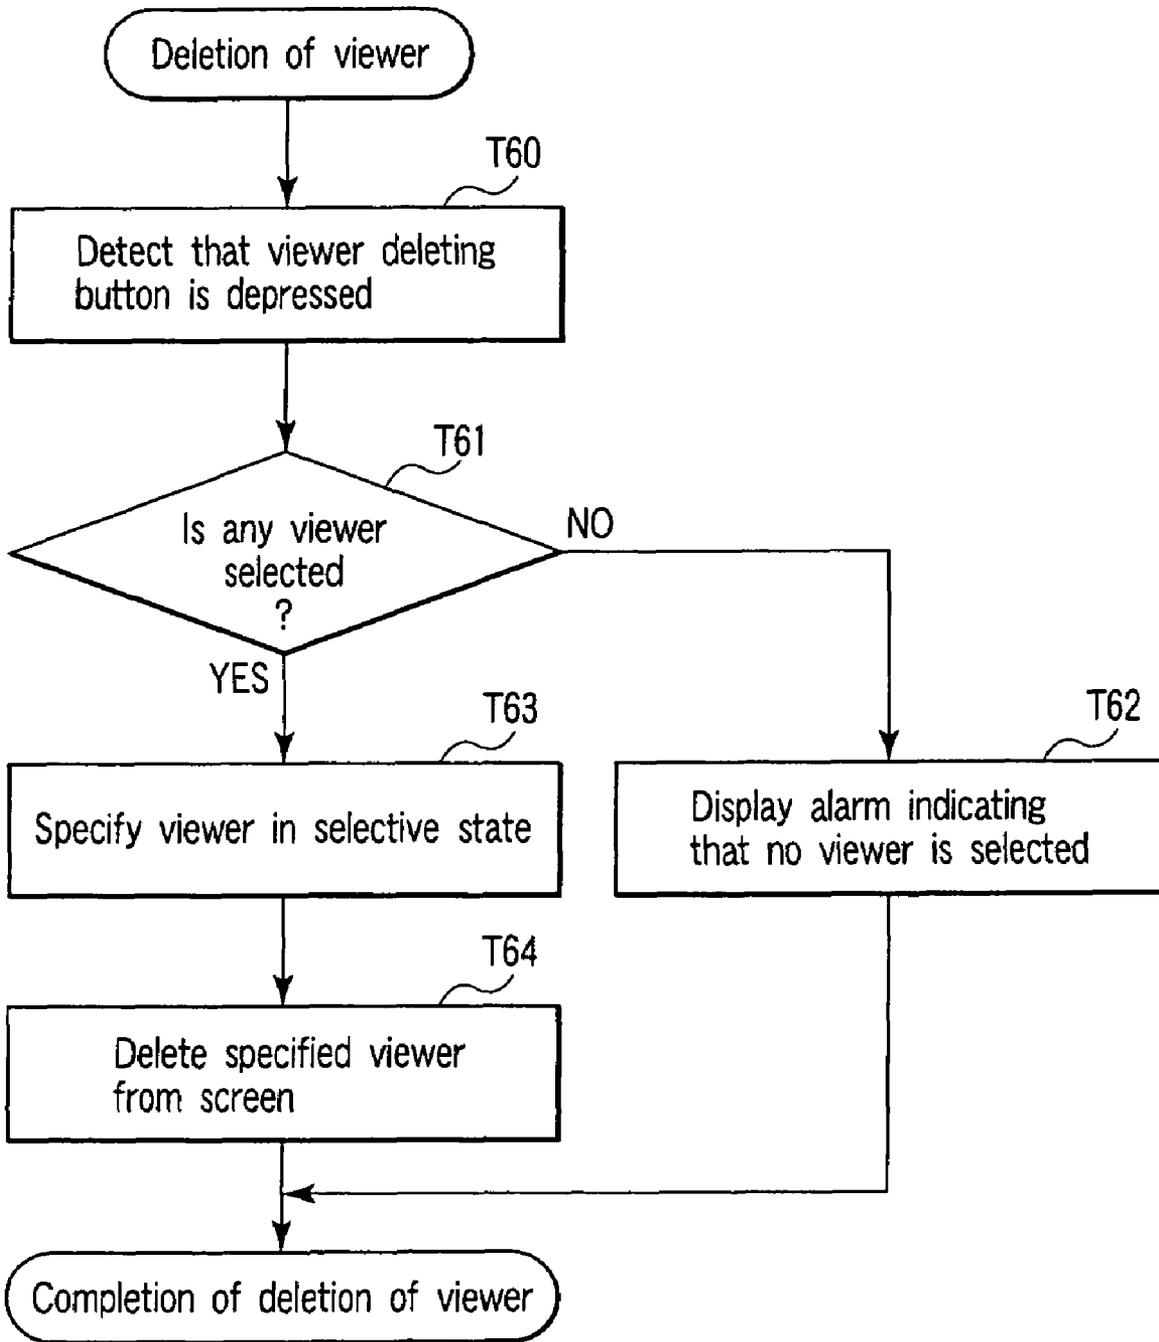 Deletion of viewer
T60
Detect that viewer deleting
button is depressed
T61
Is any viewer
selected
?
NO
YES
T63
Specify viewer in selective state
T62
Display alarm indicating
that no viewer is selected
T64
Delete specified viewer
from screen
Completion of deletion of viewer